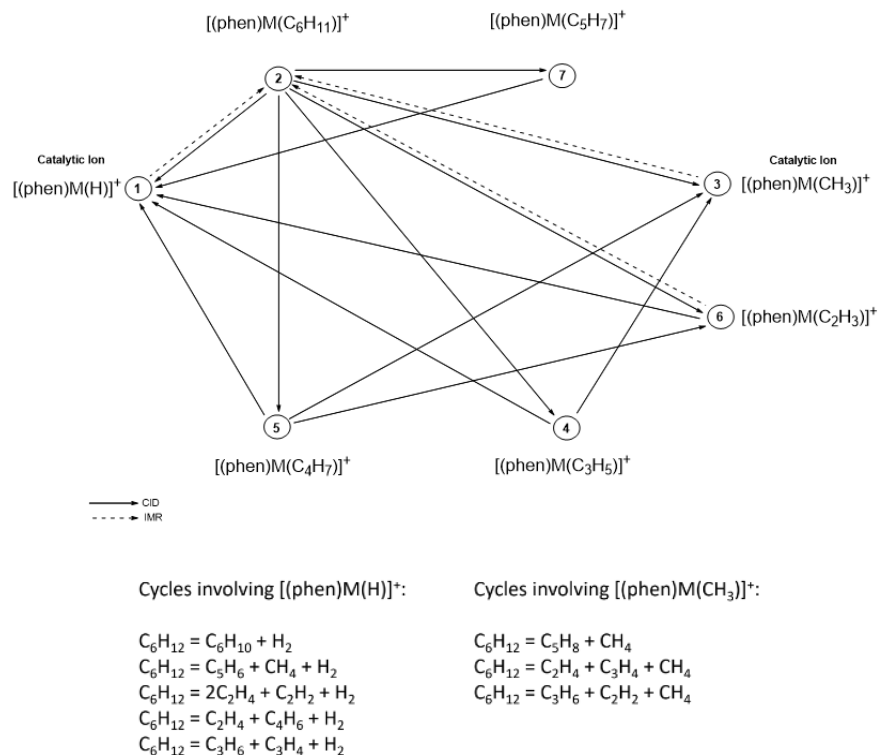 [(phen)M(C₆H₁₁)]⁺ [(phen)M(C₅H₇)]⁺
2 7
Catalytic Ion Catalytic Ion
[(phen)M(H)]⁺ 1 3 [(phen)M(CH₃)]⁺
6 [(phen)M(C₂H₃)]⁺
5 4
[(phen)M(C₄H₇)]⁺ [(phen)M(C₃H₅)]⁺
CID
IMR
Cycles involving [(phen)M(H)]⁺:
C₆H₁₂ = C₆H₁₀ + H₂
C₆H₁₂ = C₅H₆ + CH₄ + H₂
C₆H₁₂ = 2C₂H₄ + C₂H₂ + H₂
C₆H₁₂ = C₂H₄ + C₄H₆ + H₂
C₆H₁₂ = C₃H₆ + C₃H₄ + H₂
Cycles involving [(phen)M(CH₃)]⁺:
C₆H₁₂ = C₅H₈ + CH₄
C₆H₁₂ = C₂H₄ + C₃H₄ + CH₄
C₆H₁₂ = C₃H₆ + C₂H₂ + CH₄